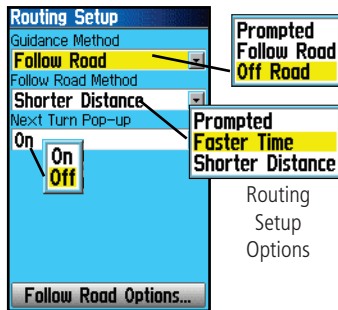 Routing Setup
Guidance Method
Follow Road
Follow Road Method
Shorter Distance
Next Turn Pop-up
On
On
Off
Follow Road Options...
Prompted
Follow Road
Off Road
Prompted
Faster Time
Shorter Distance
Routing
Setup
Options